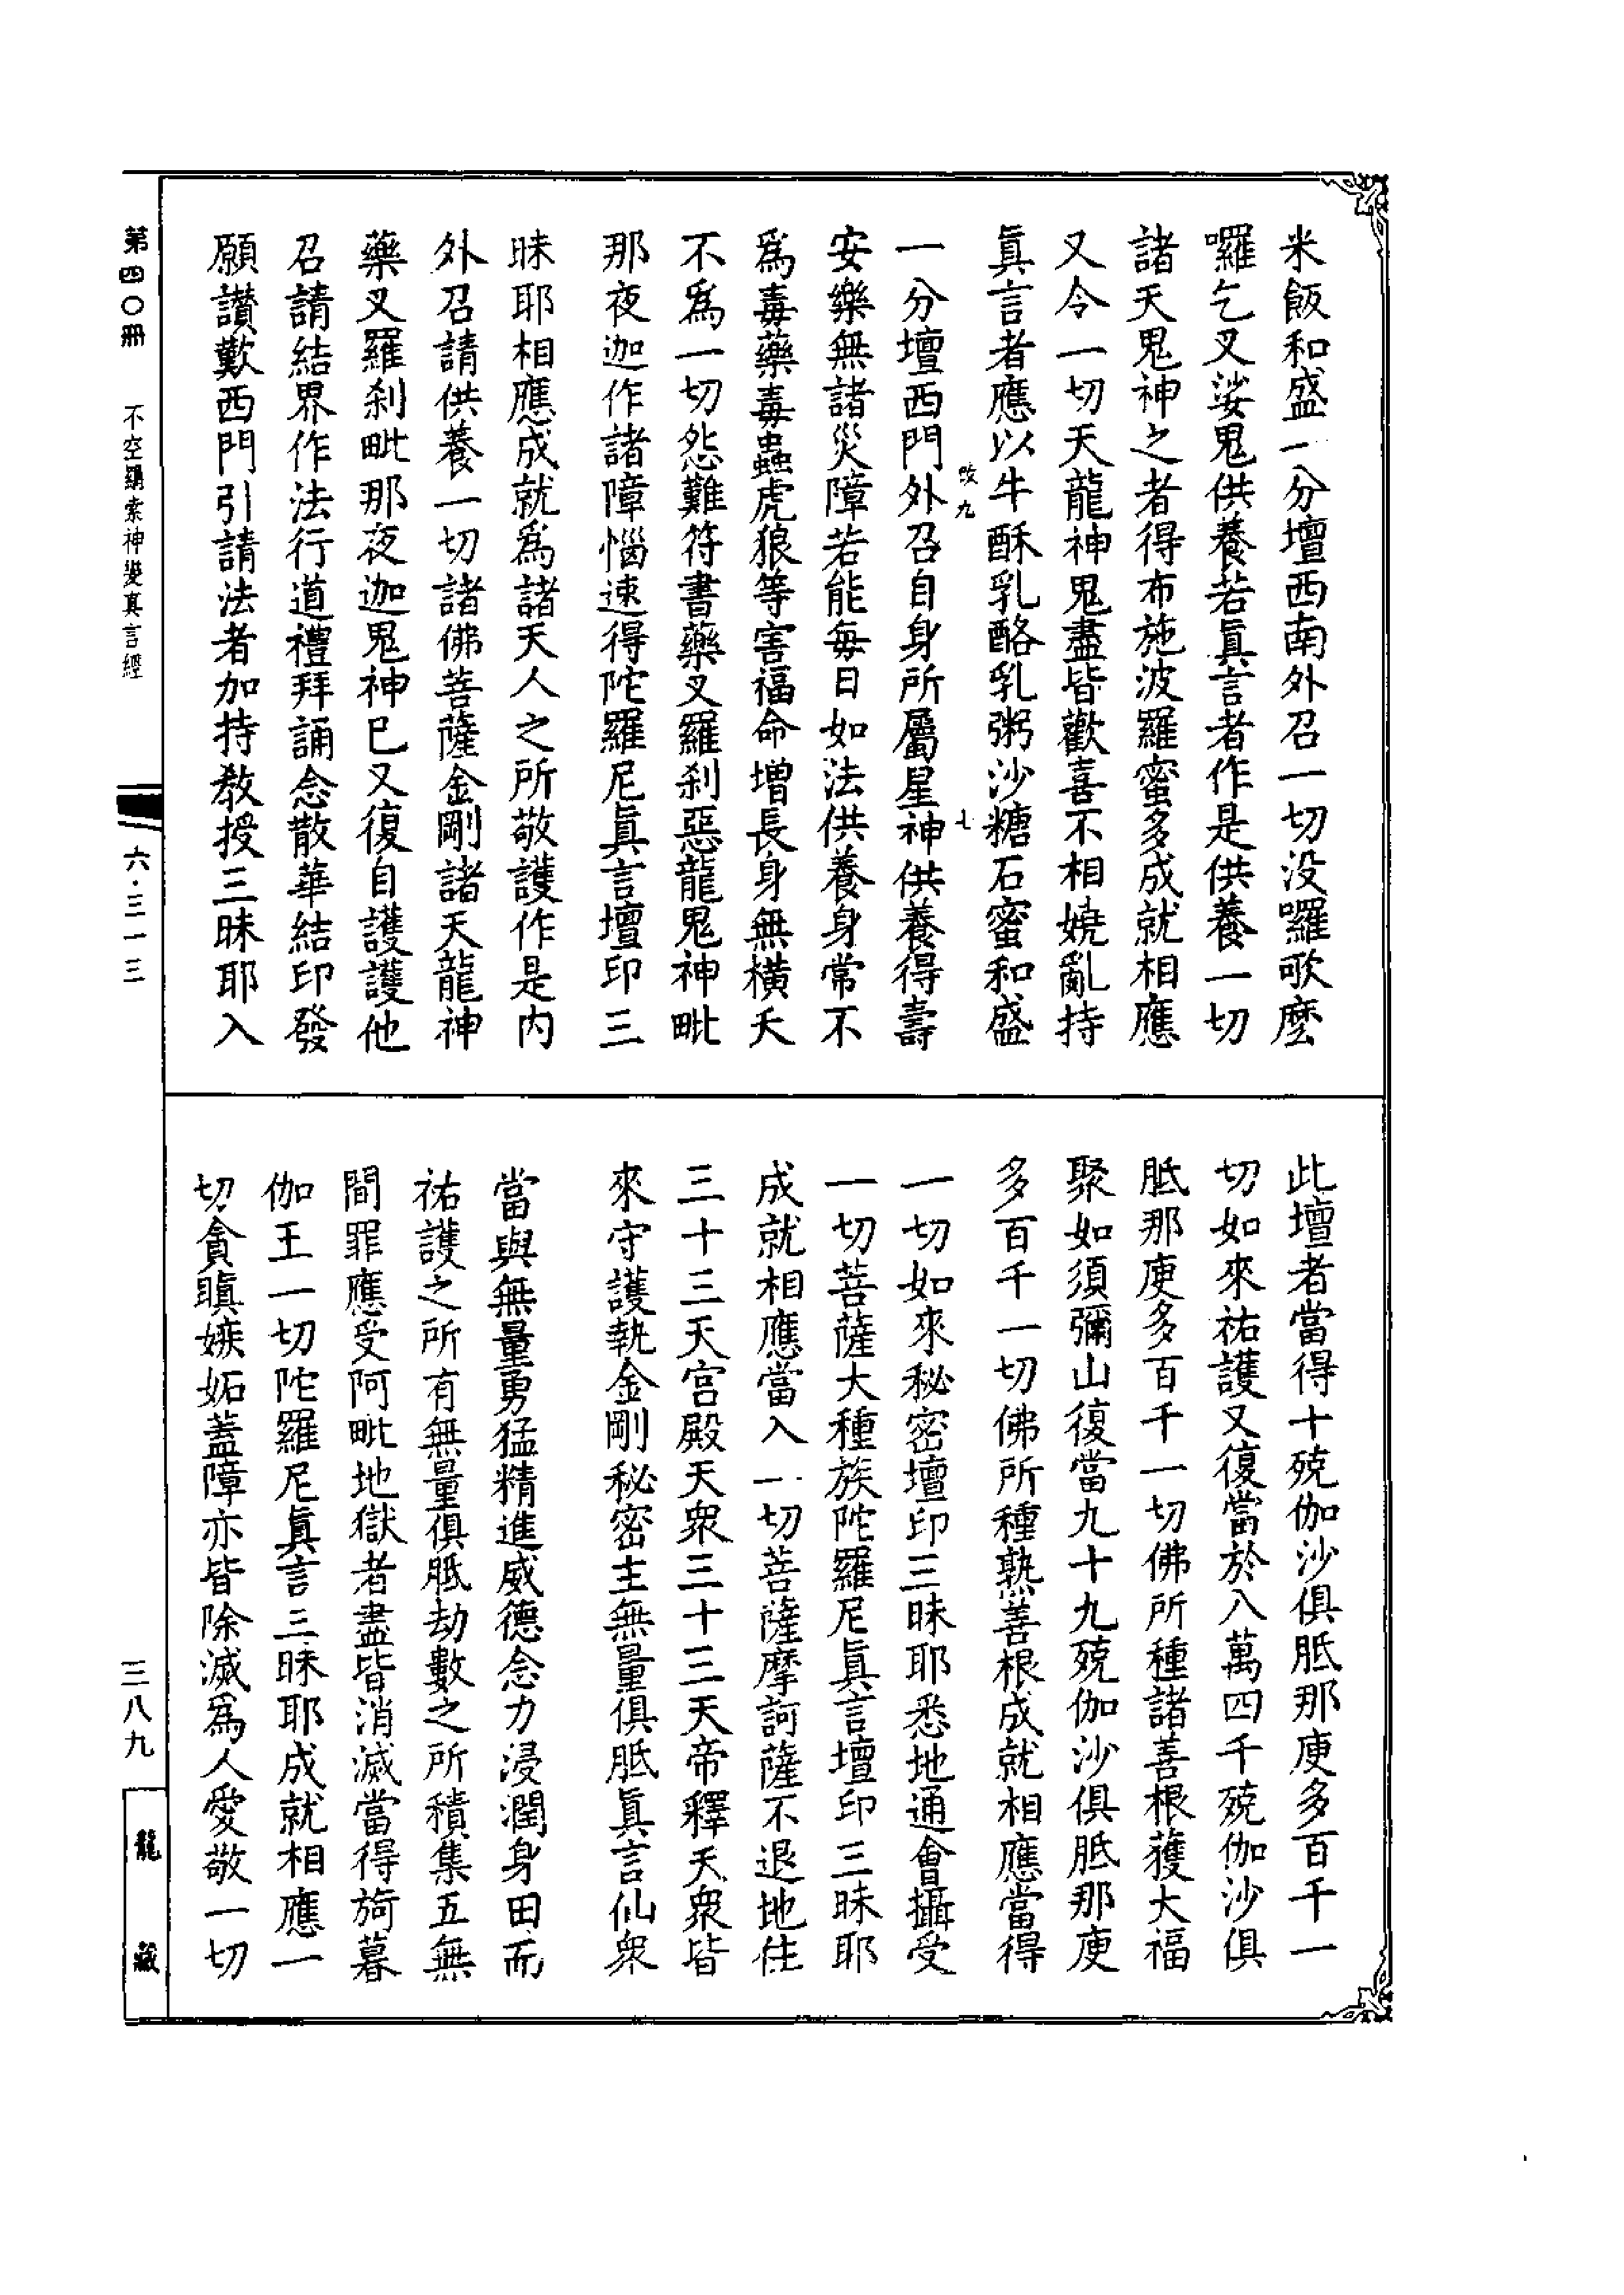 米飯和盛一分壇西南外召一切没囉歌麽
囉乞叉娑鬼供養若眞言者作是供養一切
諸天鬼神之者得布施波羅蜜多成就相應
又令一切天龍神鬼盡皆歡喜不相嬈亂持
眞言者應以牛酥乳酪乳粥沙糖石蜜和盛
九 七
一分壇西門外召自身所屬星神供養得壽
安樂無諸災障若能每日如法供養身常不
爲毒藥毒蟲虎狼等害福命增長身無橫夭
不爲一切怨難符書藥叉羅刹惡龍鬼神毗
那夜迦作諸障惱速得陀羅尼眞言壇印三
昧耶相應成就爲諸天人之所敬護作是内
外召請供養一切諸佛菩薩金剛諸天龍神
藥叉羅刹毗那夜迦鬼神巳又復自護護他
召請結界作法行道禮拜誦念散華結印發
願讃歎西門引請法者加持教授三昧耶入
此壇者當得十殑伽沙俱胝那庾多百千一
切如來祐護又復當於八萬四千殑伽沙俱
胝那庾多百千一切佛所種諸善根獲大福
聚如須彌山復當九十九殑伽沙俱胝那庾
多百千一切佛所種熟善根成就相應當得
一切如來秘密壇印三昧耶悉地通會攝受
一切菩薩大種族陀羅尼眞言壇印三昧耶
成就相應當入一切菩薩摩訶薩不退地住
三十三天宫殿天衆三十三天帝釋天衆皆
來守護執金剛秘密主無量俱胝眞言仙衆
當與無量勇猛精進威德念力浸潤身田而
祐護之所有無量俱胝劫數之所積集五無
間罪應受阿毗地獄者盡皆消滅當得旖暮
伽王一切陀羅尼眞言三昧耶成就相應一
切貪瞋嫉妬蓋障亦皆除滅爲人愛敬一切
第四〇册 不空羂索神變真言經 六·三一三 三八九 龍藏